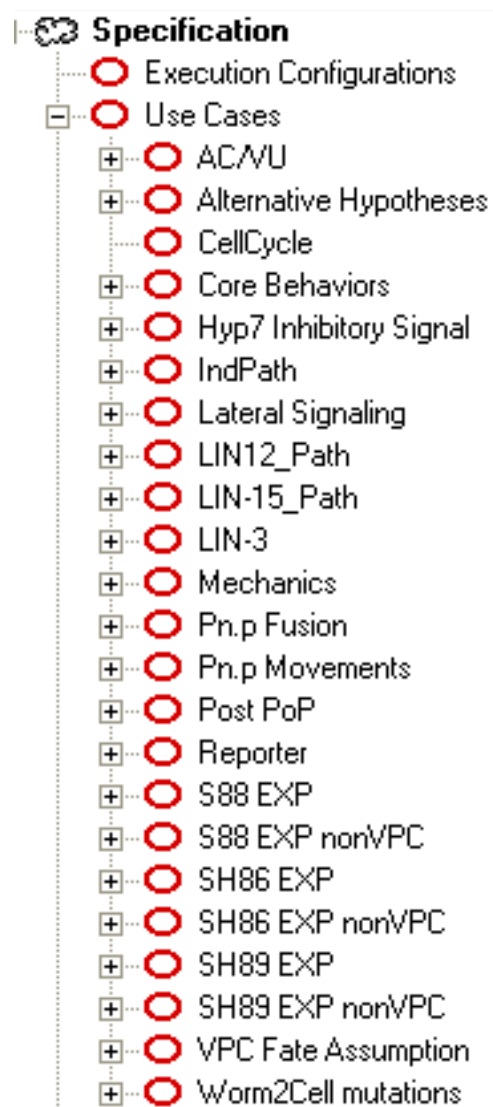 Specification
Execution Configurations
Use Cases
AC/VU
Alternative Hypotheses
CellCycle
Core Behaviors
Hyp7 Inhibitory Signal
IndPath
Lateral Signaling
LIN12_Path
LIN-15_Path
LIN-3
Mechanics
Pn.p Fusion
Pn.p Movements
Post PoP
Reporter
S88 EXP
S88 EXP nonVPC
SH86 EXP
SH86 EXP nonVPC
SH89 EXP
SH89 EXP nonVPC
VPC Fate Assumption
Worm2Cell mutations